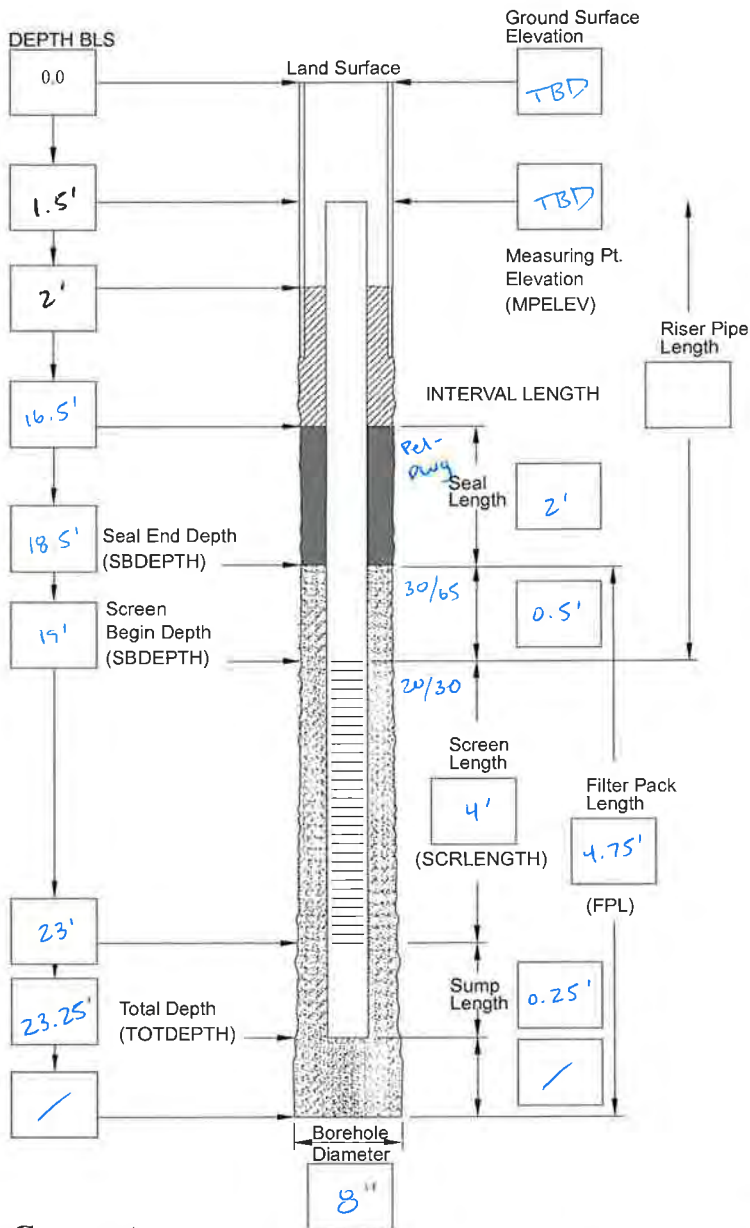 DEPTH BLS
0.0
Land Surface
Ground Surface
Elevation
TBD
1.5'
TBD
2'
Measuring Pt.
Elevation
(MPELEV)
Riser Pipe
Length
16.5'
INTERVAL LENGTH
Pel-
plug
Seal
Length
2'
18.5'
Seal End Depth
(SBDEPTH)
30/65
0.5'
19'
Screen
Begin Depth
(SBDEPTH)
20/30
Screen
Length
4'
(SCRLENGTH)
Filter Pack
Length
4.75'
(FPL)
23'
Sump
Length
0.25'
23.25'
Total Depth
(TOTDEPTH)
/
/
Borehole
Diameter
8"